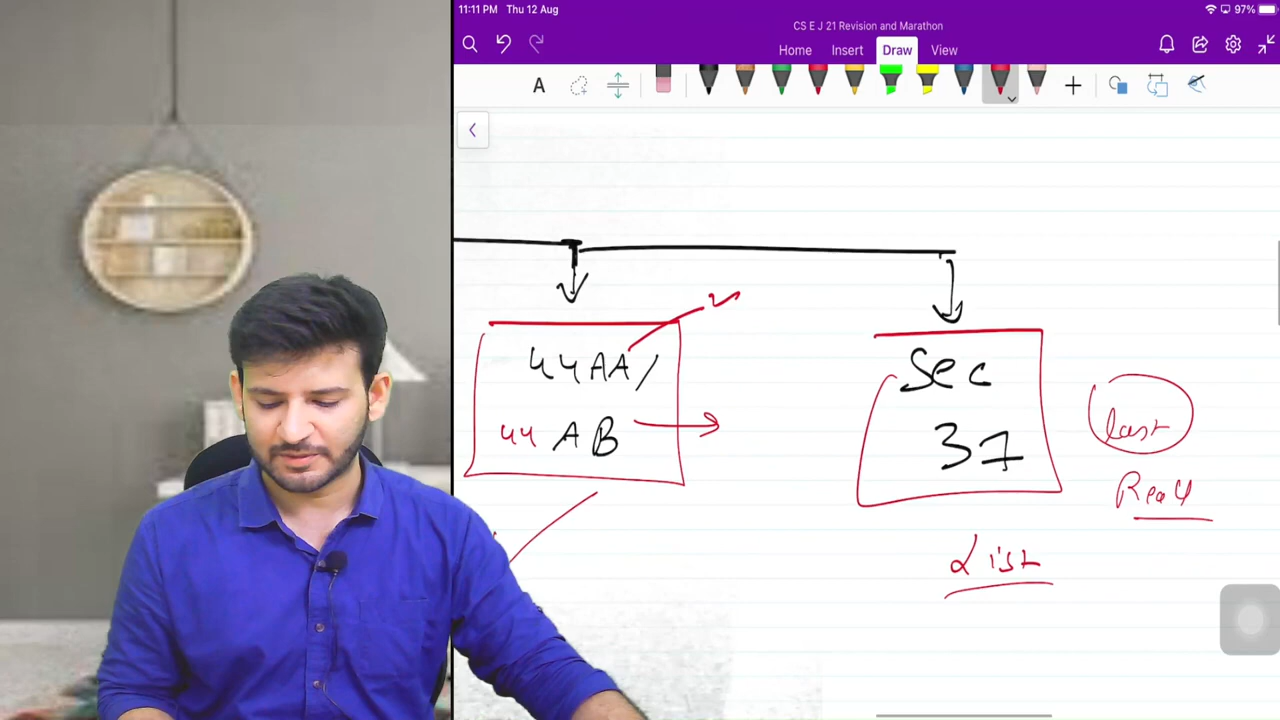 11:11 PM Thu 12 Aug
97%
CS E J 21 Revision and Marathon
Home Insert Draw View
A
44AA/
44 AB
Sec
37
last
Read
List